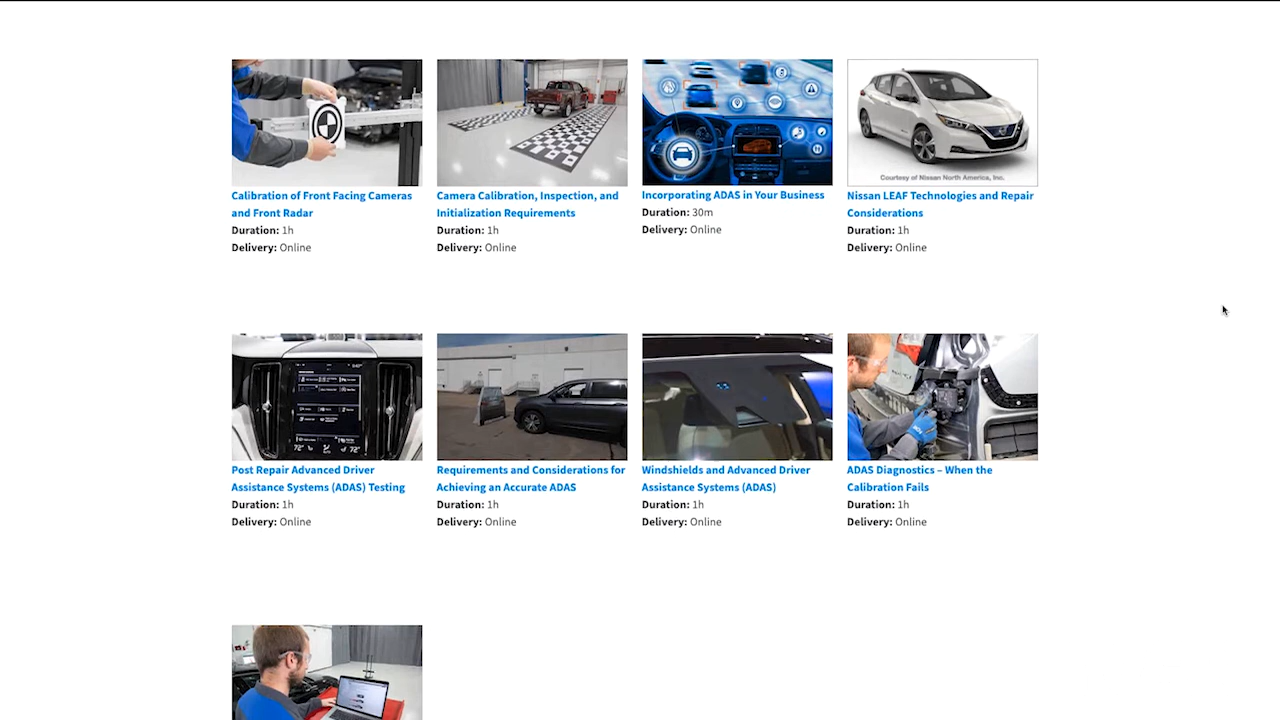 Courtesy of Nissan North America, Inc.
Calibration of Front Facing Cameras
and Front Radar
Duration: 1h
Delivery: Online
Camera Calibration, Inspection, and
Initialization Requirements
Duration: 1h
Delivery: Online
Incorporating ADAS in Your Business
Duration: 30m
Delivery: Online
Nissan LEAF Technologies and Repair
Considerations
Duration: 1h
Delivery: Online
72° 72°
Post Repair Advanced Driver
Assistance Systems (ADAS) Testing
Duration: 1h
Delivery: Online
Requirements and Considerations for
Achieving an Accurate ADAS
Duration: 1h
Delivery: Online
Windshields and Advanced Driver
Assistance Systems (ADAS)
Duration: 1h
Delivery: Online
ADAS Diagnostics – When the
Calibration Fails
Duration: 1h
Delivery: Online